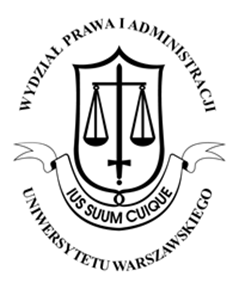 WYDZIAŁ PRAWA I ADMINISTRACJI
IUS SUUM CUIQUE
UNIWERSYTETU WARSZAWSKIEGO